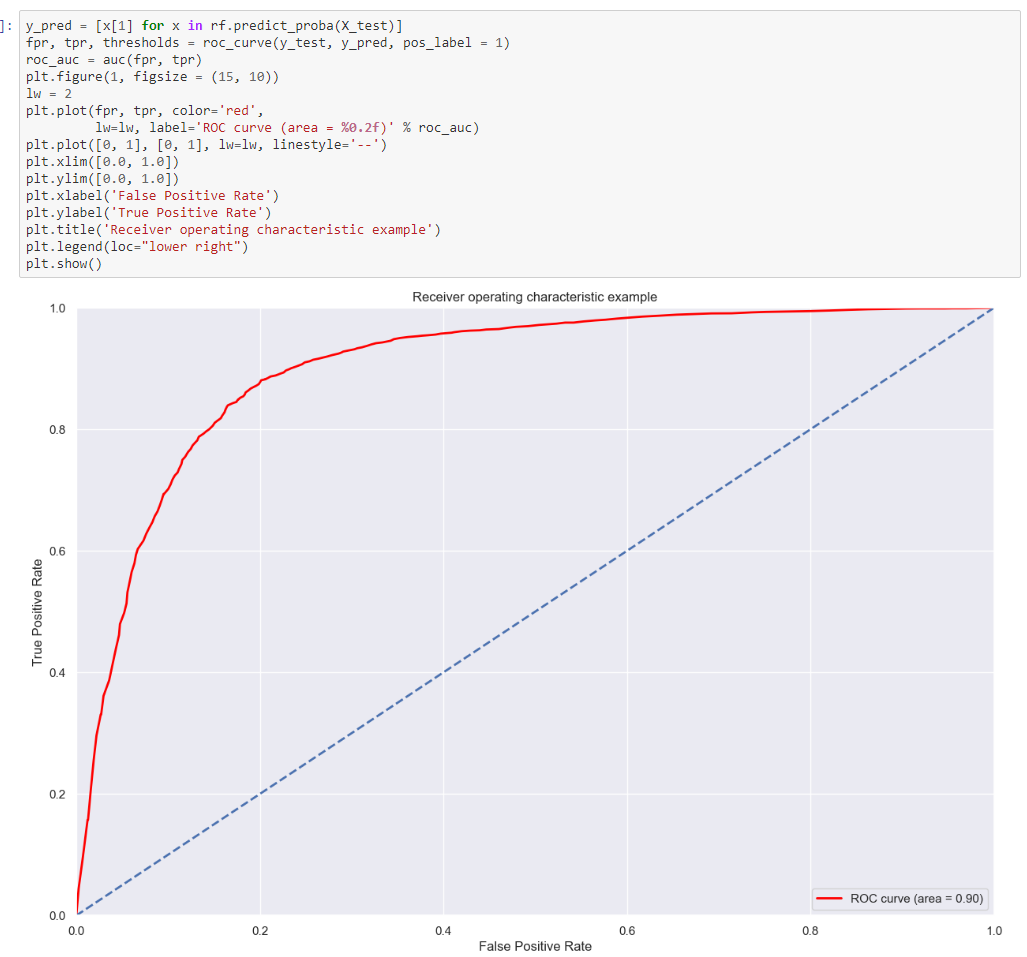 ]: y_pred = [x[1] for x in rf.predict_proba(X_test)]
fpr, tpr, thresholds = roc_curve(y_test, y_pred, pos_label = 1)
roc_auc = auc(fpr, tpr)
plt.figure(1, figsize = (15, 10))
lw = 2
plt.plot(fpr, tpr, color='red',
         lw=lw, label='ROC curve (area = %0.2f)' % roc_auc)
plt.plot([0, 1], [0, 1], lw=lw, linestyle='--')
plt.xlim([0.0, 1.0])
plt.ylim([0.0, 1.0])
plt.xlabel('False Positive Rate')
plt.ylabel('True Positive Rate')
plt.title('Receiver operating characteristic example')
plt.legend(loc="lower right")
plt.show()
Receiver operating characteristic example
1.0
0.8
0.6
0.4
0.2
0.0
True Positive Rate
ROC curve (area = 0.90)
0.0 0.2 0.4 0.6 0.8 1.0
False Positive Rate